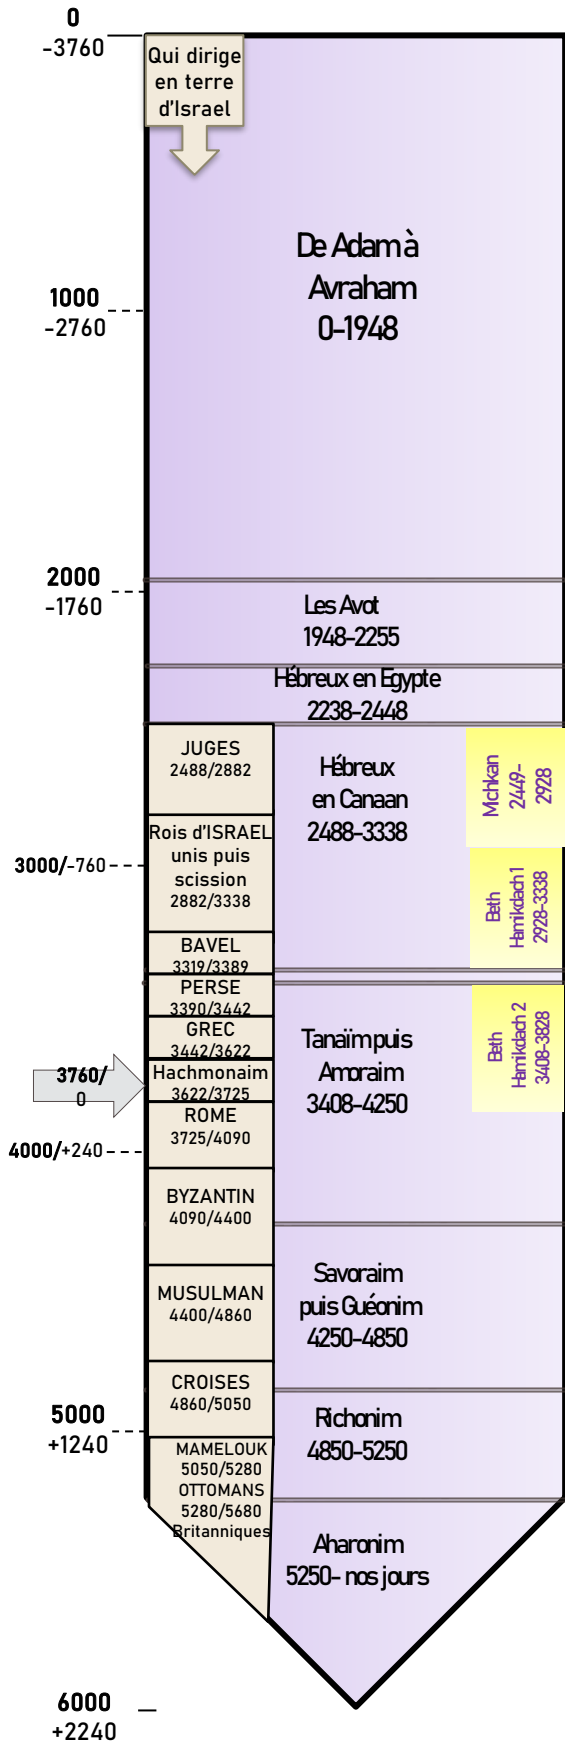 0
-3760
Qui dirige
en terre
d'Israel
De Adam à
Avraham
0-1948
1000
-2760
2000
-1760
Les Avot
1948-2255
Hébreux en Egypte
2238-2448
JUGES
2488/2882
Hébreux
en Canaan
2488-3338
Mchkan
2449-
2928
Rois d'ISRAEL
unis puis
scission
2882/3338
3000/-760
Beth
Hamikdach 1
2928-3338
BAVEL
3319/3389
PERSE
3390/3442
GREC
3442/3622
Tanaïm puis
Amoraim
3408-4250
Beth
Hamikdach 2
3408-3828
3760/
0
Hachmonaim
3622/3725
ROME
3725/4090
4000/+240
BYZANTIN
4090/4400
MUSULMAN
4400/4860
Savoraim
puis Guéonim
4250-4850
CROISES
4860/5050
5000
+1240
Richonim
4850-5250
MAMELOUK
5050/5280
OTTOMANS
5280/5680
Britanniques
Aharonim
5250- nos jours
6000
+2240